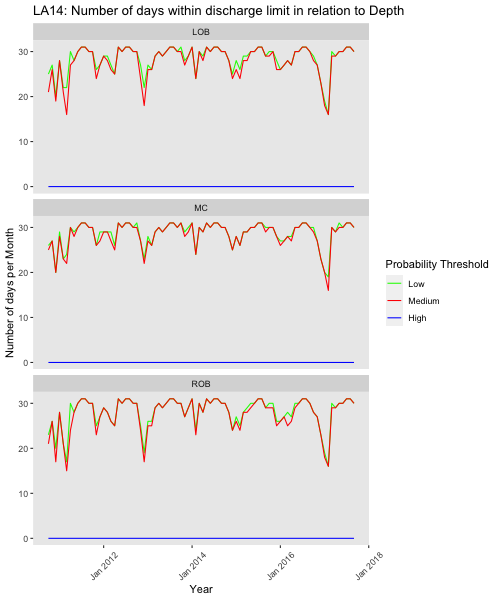 LA14: Number of days within discharge limit in relation to Depth
LOB
30
20
10
0
MC
30
20
10
0
ROB
30
20
10
0
Number of days per Month
Jan 2012
Jan 2014
Jan 2016
Jan 2018
Year
Probability Threshold
Low
Medium
High